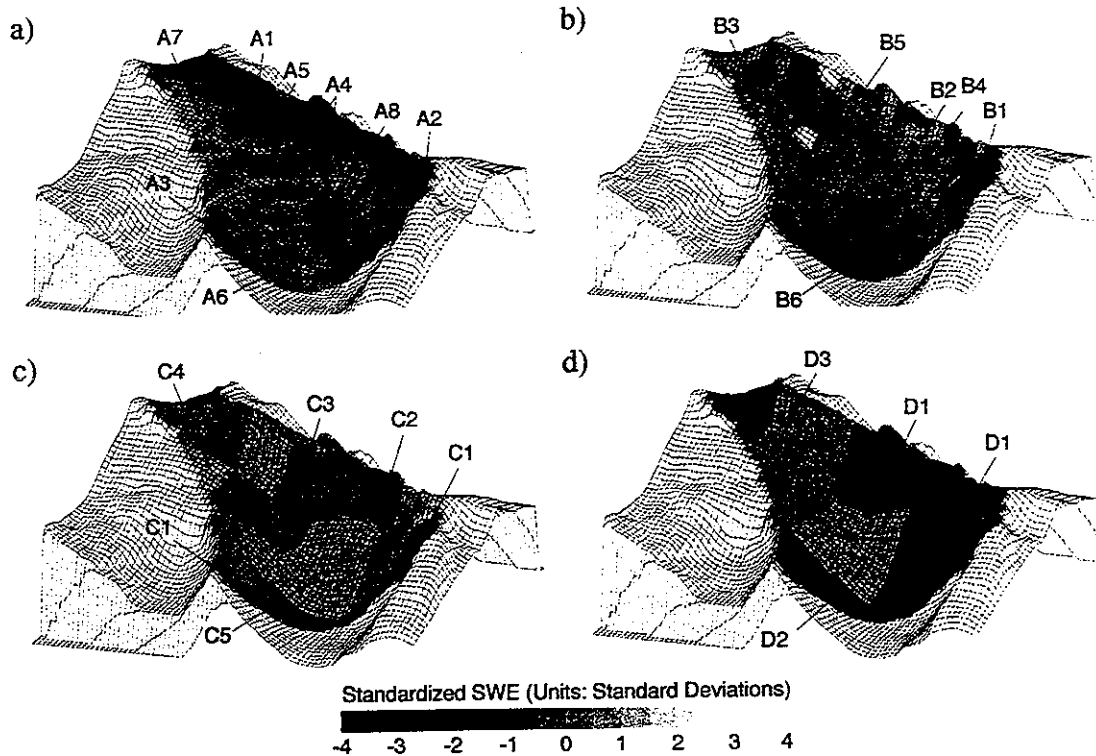 a)
A7
A1
A5
A4
A8
A2
A3
A6
b)
B3
B5
B2
B4
B1
B6
c)
C4
C3
C2
C1
C1
C5
d)
D3
D1
D1
D2
Standardized SWE (Units: Standard Deviations)
-4 -3 -2 -1 0 1 2 3 4